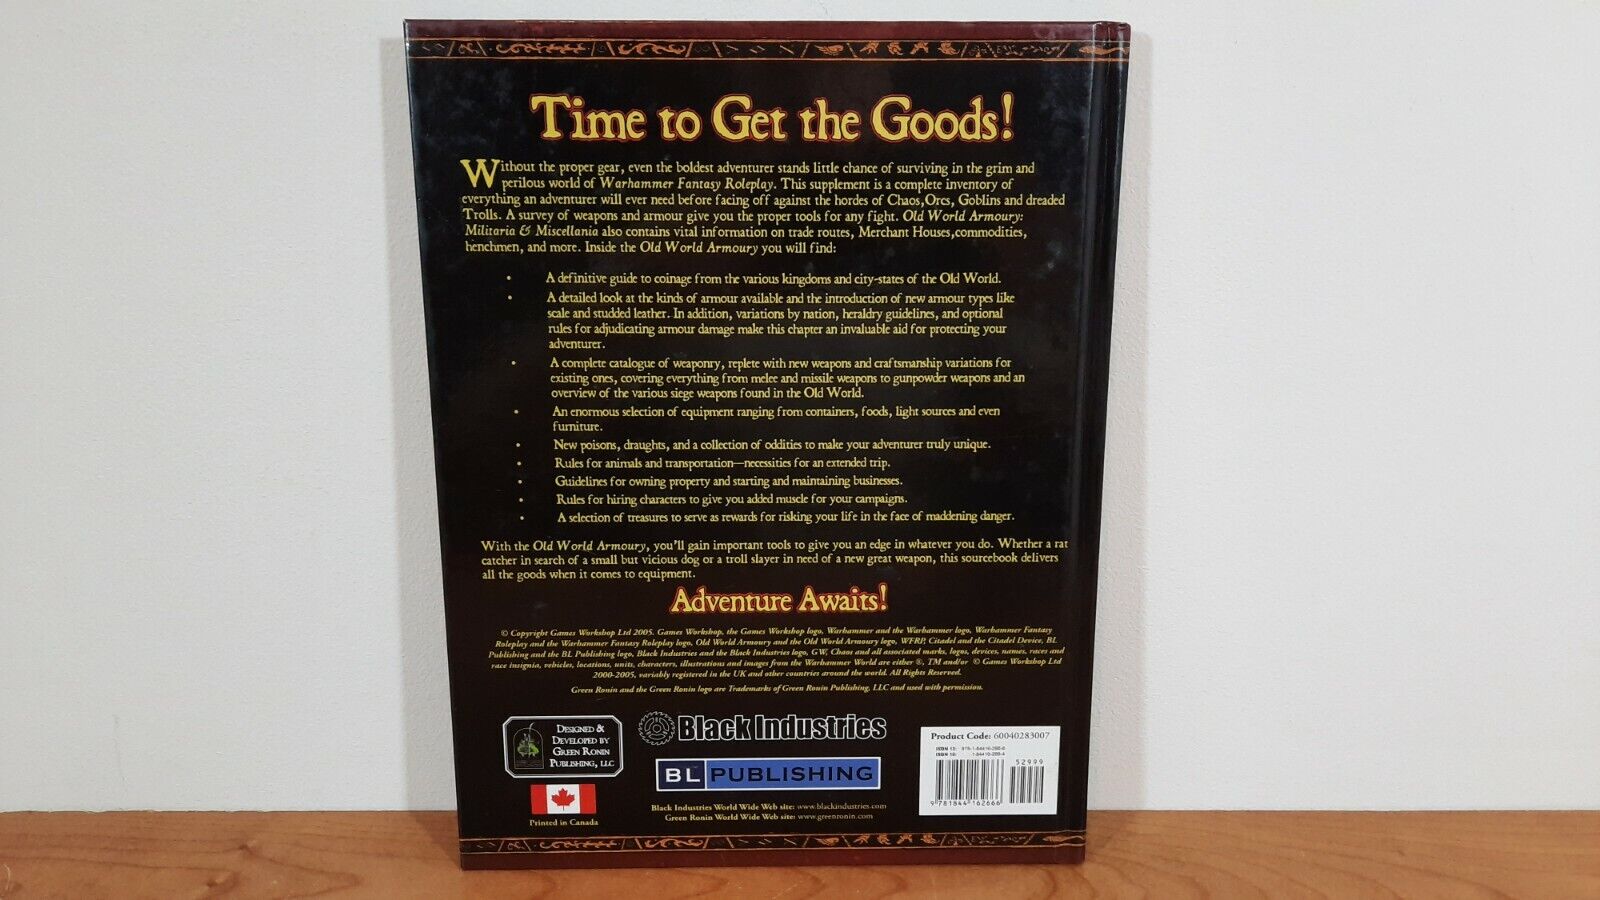 Time to Get the Goods!
Without the proper gear, even the boldest adventurer stands little chance of surviving in the grim and
perilous world of Warhammer Fantasy Roleplay. This supplement is a complete inventory of
everything an adventurer will ever need before facing off against the hordes of Chaos,Orcs, Goblins and dreaded
Trolls. A survey of weapons and armour give you the proper tools for any fight. Old World Armoury:
Militaria & Miscellania also contains vital information on trade routes, Merchant Houses,commodities,
henchmen, and more. Inside the Old World Armoury you will find:
• A definitive guide to coinage from the various kingdoms and city-states of the Old World.
• A detailed look at the kinds of armour available and the introduction of new armour types like
scale and studded leather. In addition, variations by nation, heraldry guidelines, and optional
rules for adjudicating armour damage make this chapter an invaluable aid for protecting your
adventurer.
• A complete catalogue of weaponry, replete with new weapons and craftsmanship variations for
existing ones, covering everything from melee and missile weapons to gunpowder weapons and an
overview of the various siege weapons found in the Old World.
• An enormous selection of equipment ranging from containers, foods, light sources and even
furniture.
• New poisons, draughts, and a collection of oddities to make your adventurer truly unique.
• Rules for animals and transportation—necessities for an extended trip.
• Guidelines for owning property and starting and maintaining businesses.
• Rules for hiring characters to give you added muscle for your campaigns.
• A selection of treasures to serve as rewards for risking your life in the face of maddening danger.
With the Old World Armoury, you'll gain important tools to give you an edge in whatever you do. Whether a rat
catcher in search of a small but vicious dog or a troll slayer in need of a new great weapon, this sourcebook delivers
all the goods when it comes to equipment.
Adventure Awaits!
© Copyright Games Workshop Ltd 2005. Games Workshop, the Games Workshop logo, Warhammer and the Warhammer logo, Warhammer Fantasy
Roleplay and the Warhammer Fantasy Roleplay logo, Old World Armoury and the Old World Armoury logo, WFRP, Citadel and the Citadel Device, BL
Publishing and the BL Publishing logo, Black Industries and the Black Industries logo, GW, Chaos and all associated marks, logos, devices, names, races and
race insignia, vehicles, locations, units, characters, illustrations and images from the Warhammer World are either ®, TM and/or © Games Workshop Ltd
2000-2005, variably registered in the UK and other countries around the world. All Rights Reserved.
Green Ronin and the Green Ronin logo are Trademarks of Green Ronin Publishing, LLC and used with permission.
Designed &
Developed by
Green Ronin
Publishing, LLC
Printed in Canada
Black Industries
BL PUBLISHING
Black Industries World Wide Web site: www.blackindustries.com
Green Ronin World Wide Web site: www.greenronin.com
Product Code: 60040283007
ISBN 13:
ISBN 10:
52999
9 781844 162666